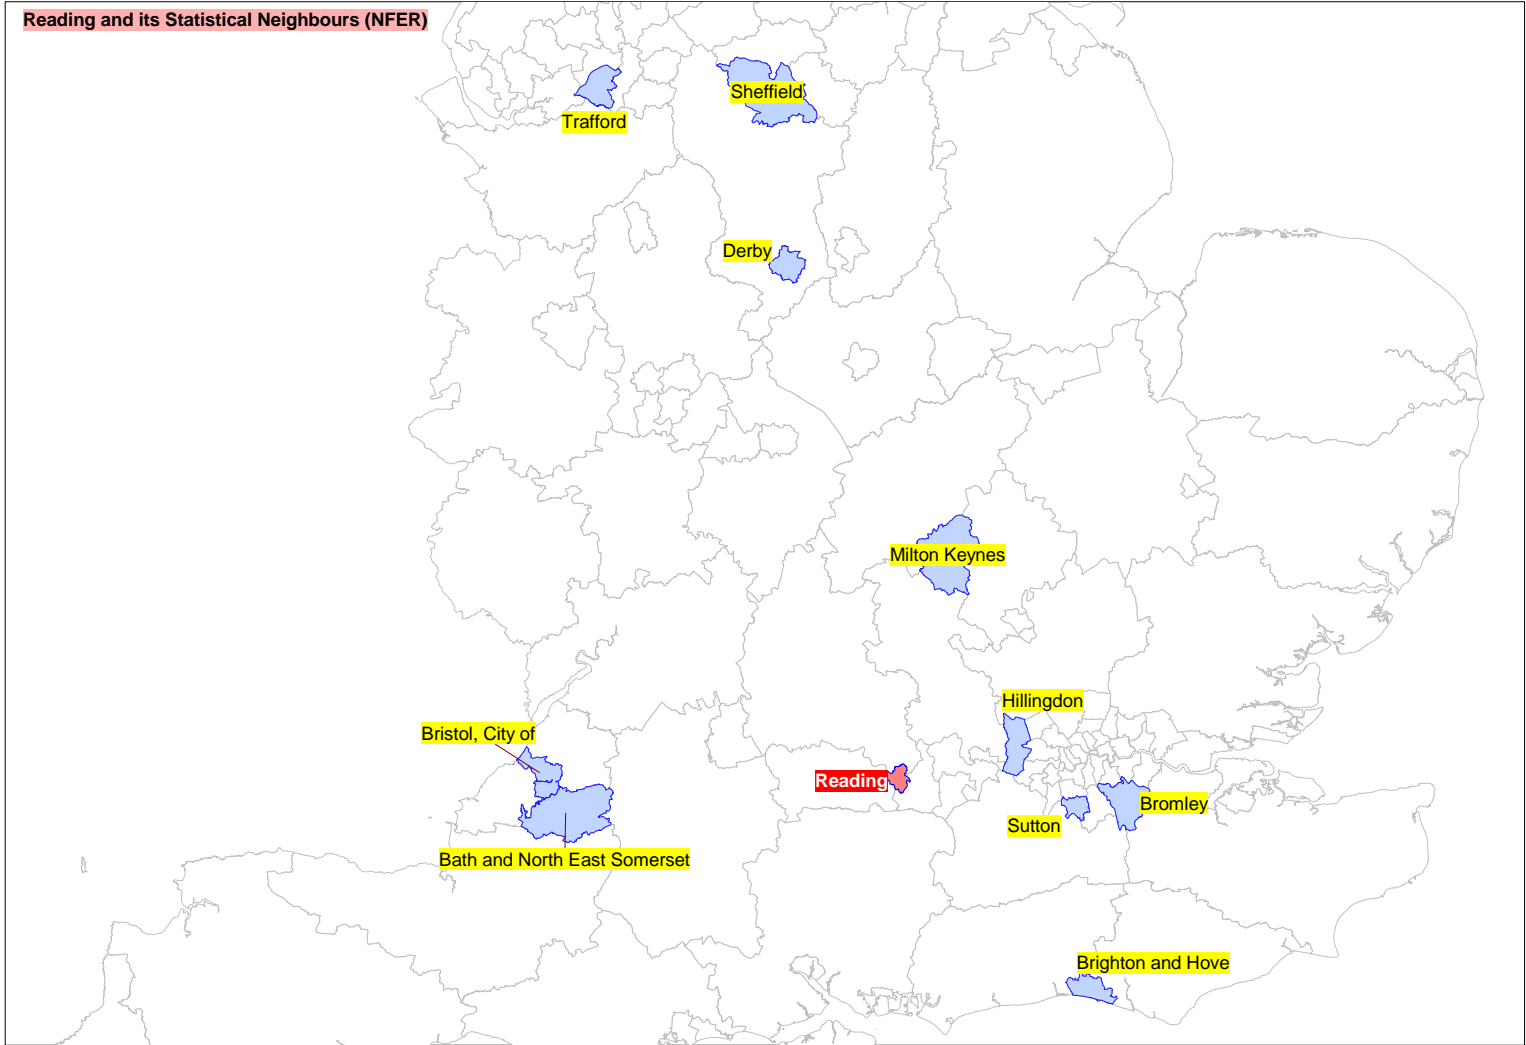 Reading and its Statistical Neighbours (NFER)
Sheffield
Trafford
Derby
Milton Keynes
Hillingdon
Bristol, City of
Reading
Bromley
Sutton
Bath and North East Somerset
Brighton and Hove